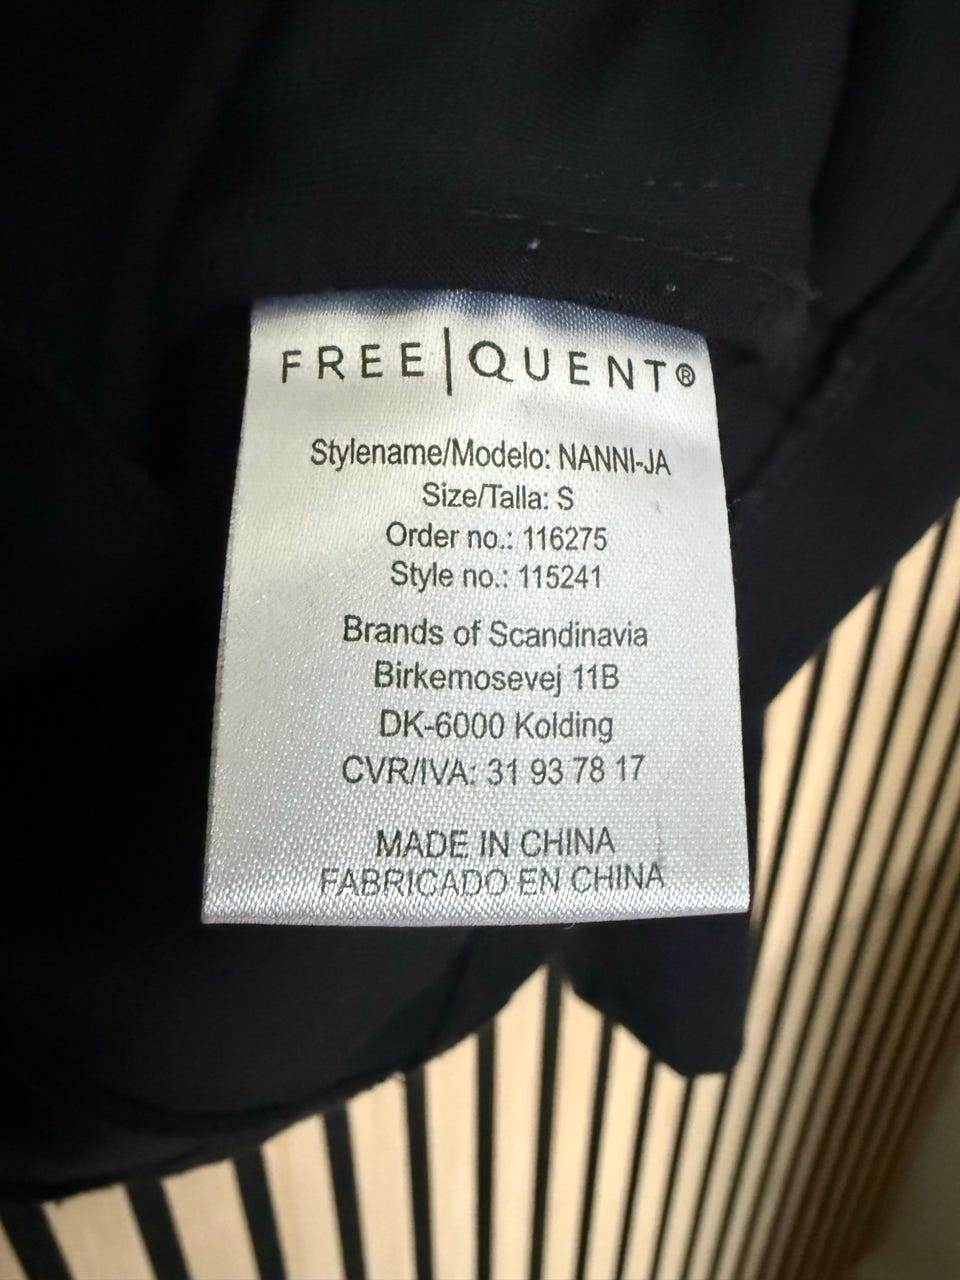 FREE|QUENT®
Stylename/Modelo: NANNI-JA
Size/Talla: S
Order no.: 116275
Style no.: 115241
Brands of Scandinavia
Birkemosevej 11B
DK-6000 Kolding
CVR/IVA: 31 93 78 17
MADE IN CHINA
FABRICADO EN CHINA